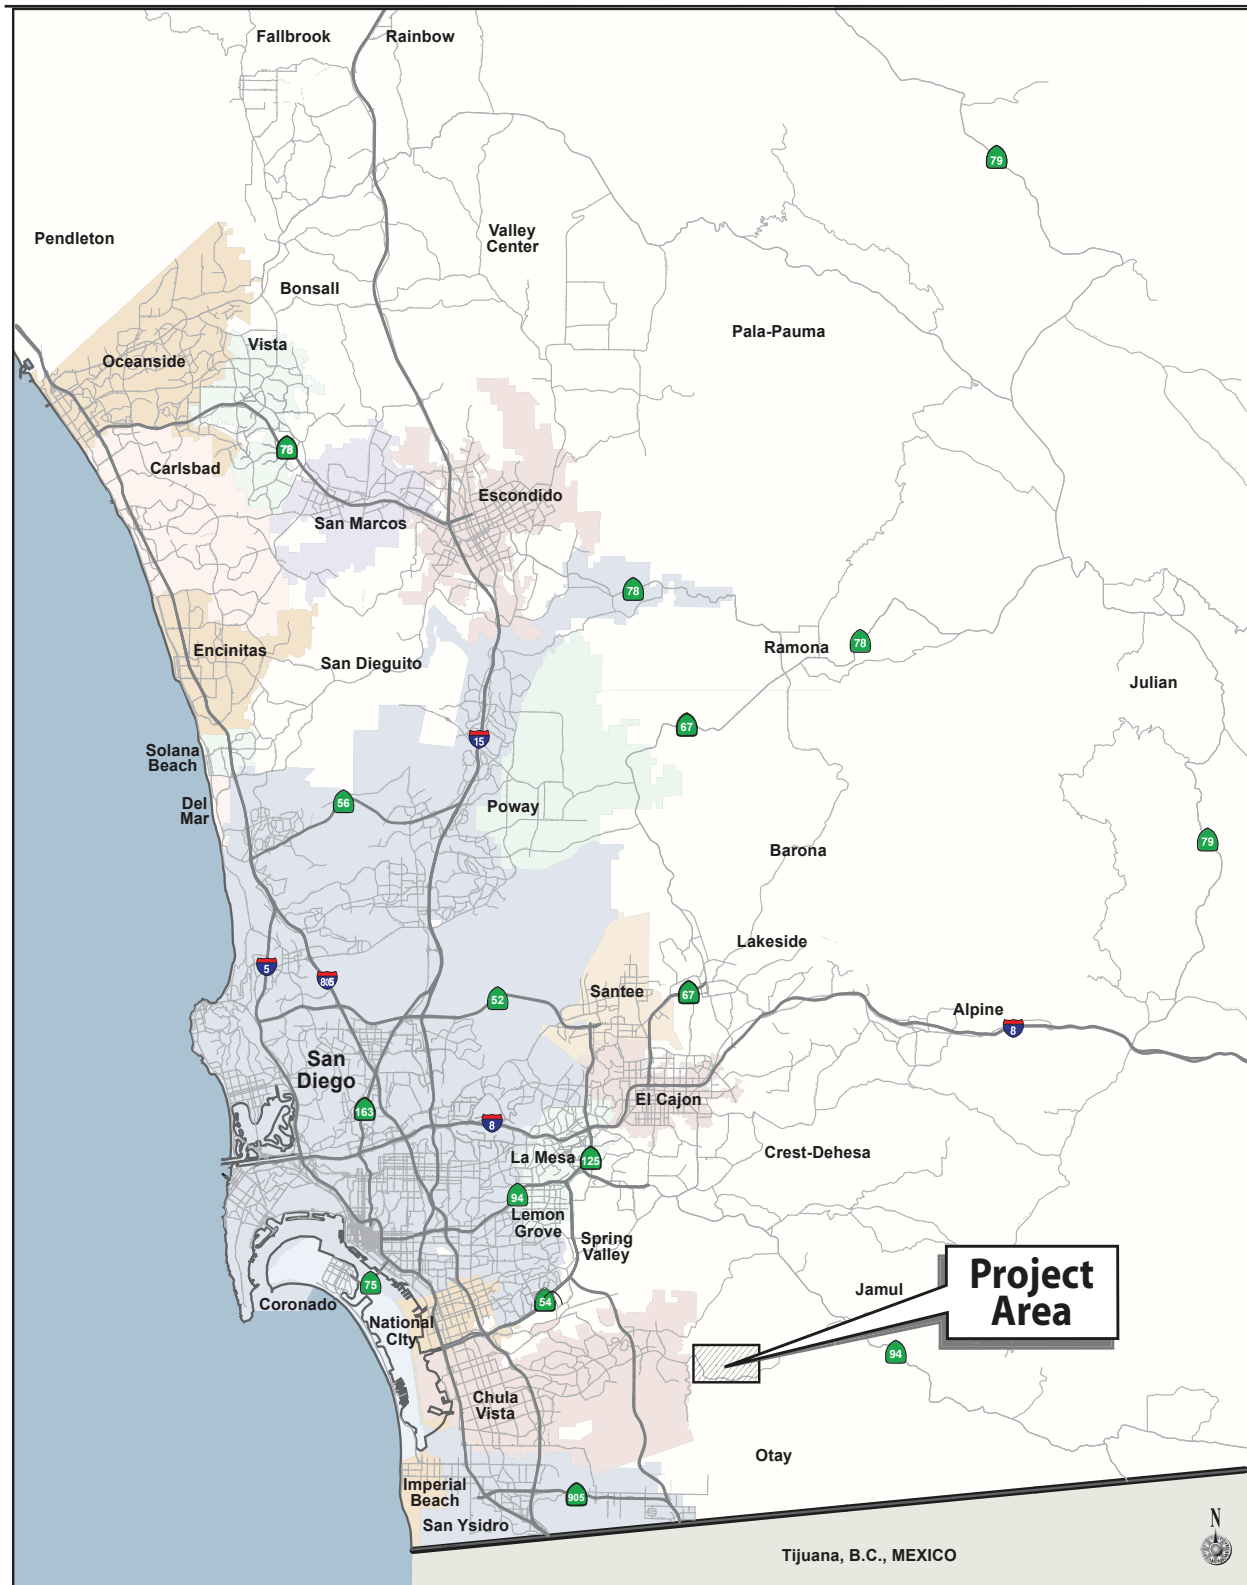 Fallbrook
Rainbow
79
Pendleton
Valley
Center
Bonsall
Pala-Pauma
Vista
Oceanside
78
Carlsbad
Escondido
San Marcos
78
Encinitas
San Dieguito
Ramona
78
Julian
67
15
Solana
Beach
56
Del
Mar
Poway
79
Barona
Lakeside
5
805
52
Santee
67
Alpine
8
San
Diego
163
El Cajon
8
La Mesa
125
Crest-Dehesa
94
Lemon
Grove
Spring
Valley
75
Coronado
54
National
CIty
Jamul
Project
Area
94
Chula
Vista
Otay
Imperial
Beach
905
San Ysidro
N
Tijuana, B.C., MEXICO